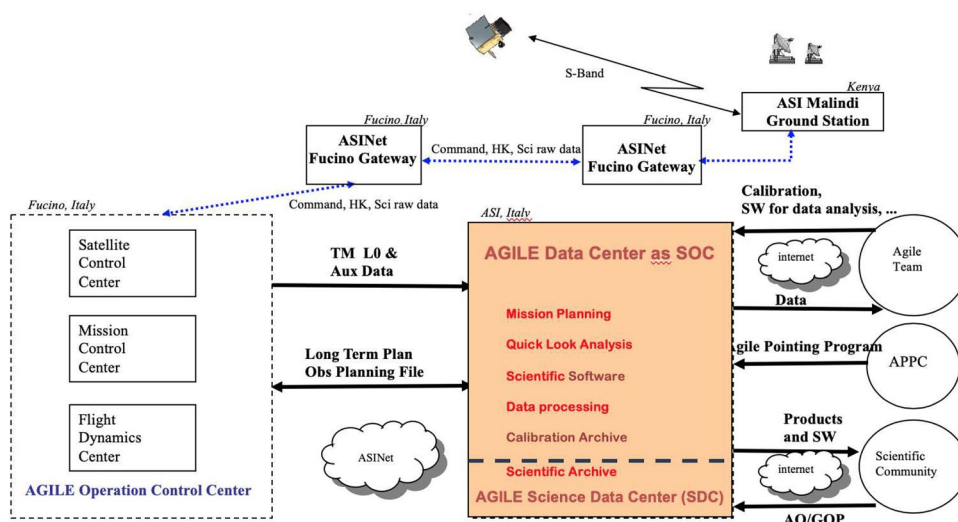 S-Band
Kenya
ASI Malindi
Ground Station
Fucino, Italy
ASINet
Fucino Gateway
Command, HK, Sci raw data
Fucino, Italy
ASINet
Fucino Gateway
Command, HK, Sci raw data
Fucino, Italy
Satellite
Control
Center
Mission
Control
Center
Flight
Dynamics
Center
AGILE Operation Control Center
TM L0 &
Aux Data
Long Term Plan
Obs Planning File
ASINet
ASI, Italy
AGILE Data Center as SOC
Mission Planning
Quick Look Analysis
Scientific Software
Data processing
Calibration Archive
Scientific Archive
AGILE Science Data Center (SDC)
Calibration,
SW for data analysis, ...
internet
Data
Agile
Team
Agile Pointing Program
APPC
Products
and SW
internet
Scientific
Community
AO/GOP